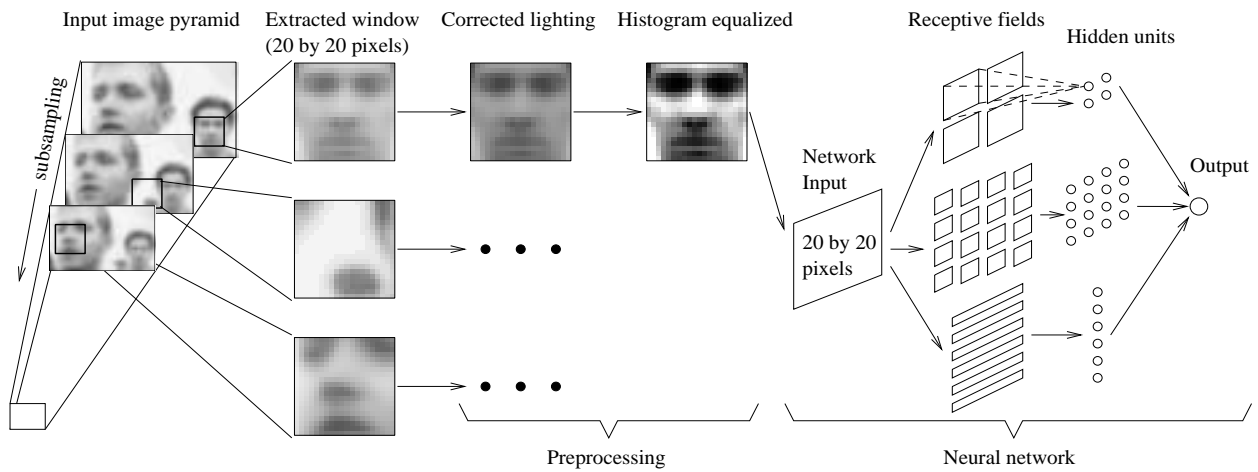 Input image pyramid
Extracted window
(20 by 20 pixels)
Corrected lighting
Histogram equalized
Receptive fields
Hidden units
subsampling
Network
Input
20 by 20
pixels
Output
Preprocessing
Neural network